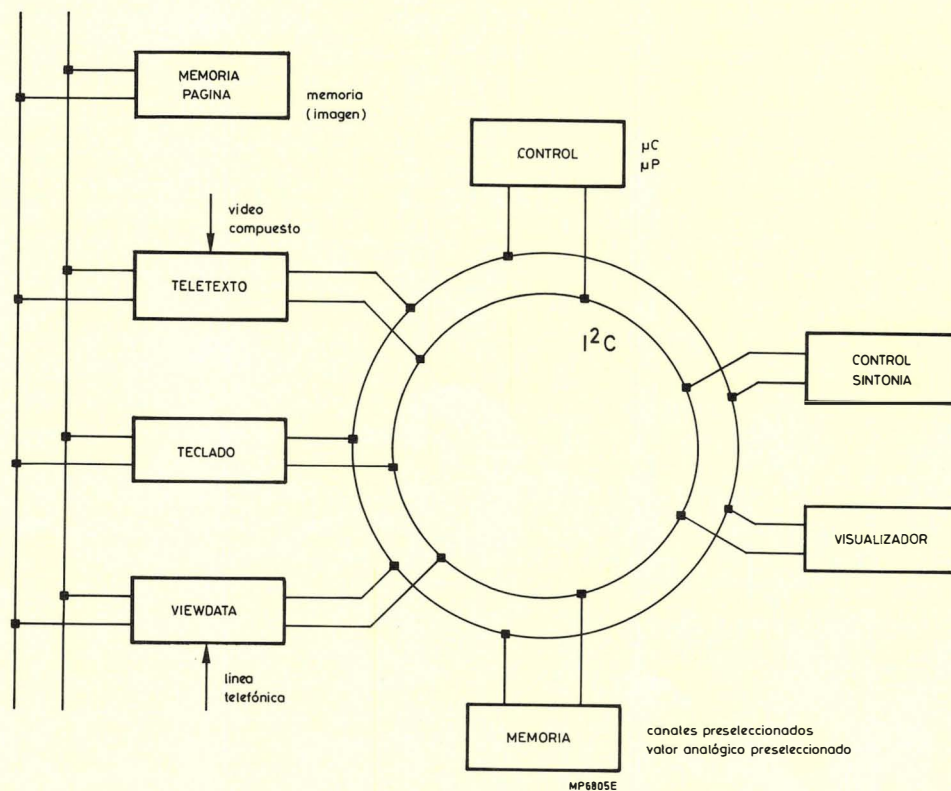 MEMORIA
PAGINA
memoria
(imagen)
CONTROL
µC
µP
video
compuesto
TELETEXTO
I²C
CONTROL
SINTONIA
TECLADO
VISUALIZADOR
VIEWDATA
linea
telefónica
MEMORIA
canales preseleccionados
valor analógico preseleccionado
MP6805E